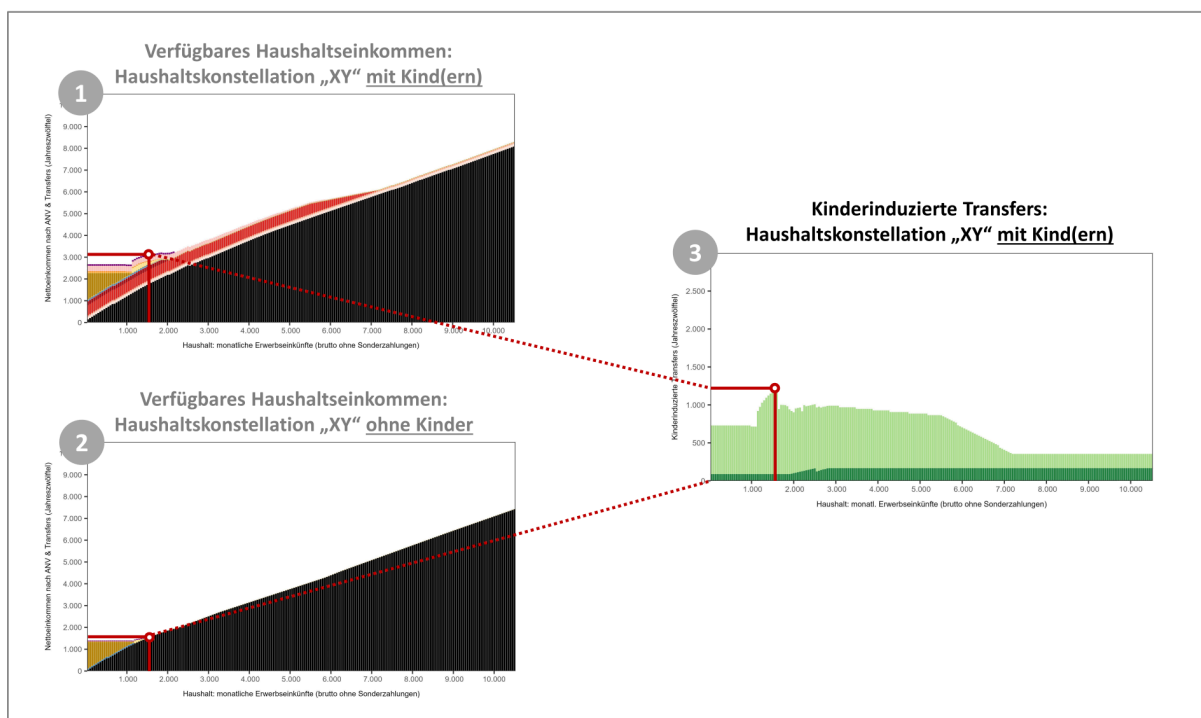 Verfügbares Haushaltseinkommen:
Haushaltskonstellation „XY“ mit Kind(ern)
1
9.000
8.000
7.000
6.000
5.000
4.000
3.000
2.000
1.000
0
Nettoeinkommen nach ANV & Transfers (Jahreszwölftel)
1.000 2.000 3.000 4.000 5.000 6.000 7.000 8.000 9.000 10.000
Haushalt: monatliche Erwerbseinkünfte (brutto ohne Sonderzahlungen)
Verfügbares Haushaltseinkommen:
Haushaltskonstellation „XY“ ohne Kinder
2
9.000
8.000
7.000
6.000
5.000
4.000
3.000
2.000
1.000
0
Nettoeinkommen nach ANV & Transfers (Jahreszwölftel)
1.000 2.000 3.000 4.000 5.000 6.000 7.000 8.000 9.000 10.000
Haushalt: monatliche Erwerbseinkünfte (brutto ohne Sonderzahlungen)
Kinderinduzierte Transfers:
Haushaltskonstellation „XY“ mit Kind(ern)
3
2.500
2.000
1.500
1.000
500
0
Kinderinduzierte Transfers (Jahreszwölftel)
1.000 2.000 3.000 4.000 5.000 6.000 7.000 8.000 9.000 10.000
Haushalt: monatl. Erwerbseinkünfte (brutto ohne Sonderzahlungen)